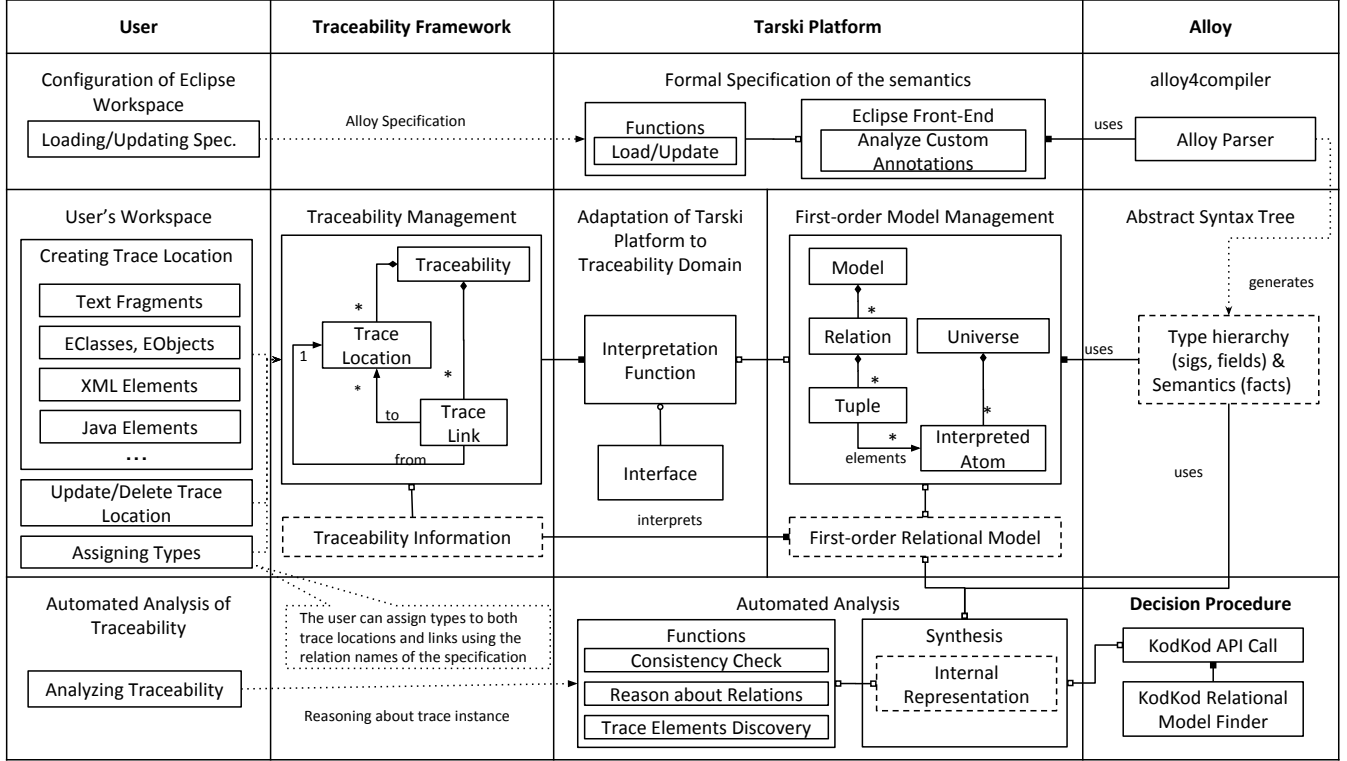 User
Traceability Framework
Tarski Platform
Alloy
Configuration of Eclipse
Workspace
Loading/Updating Spec.
Alloy Specification
Formal Specification of the semantics
Functions
Load/Update
Eclipse Front-End
Analyze Custom
Annotations
uses
alloy4compiler
Alloy Parser
User's Workspace
Creating Trace Location
Text Fragments
EClasses, EObjects
XML Elements
Java Elements
...
Update/Delete Trace
Location
Assigning Types
Traceability Management
Traceability
*
Trace
Location
1
*
*
to
Trace
Link
from
Traceability Information
Adaptation of Tarski
Platform to
Traceability Domain
Interpretation
Function
Interface
interprets
First-order Model Management
Model
*
Relation
Universe
*
Tuple
*
*
elements
Interpreted
Atom
First-order Relational Model
Abstract Syntax Tree
generates
uses
Type hierarchy
(sigs, fields) &
Semantics (facts)
uses
Automated Analysis of
Traceability
Analyzing Traceability
The user can assign types to both
trace locations and links using the
relation names of the specification
Reasoning about trace instance
Automated Analysis
Functions
Consistency Check
Reason about Relations
Trace Elements Discovery
Synthesis
Internal
Representation
Decision Procedure
KodKod API Call
KodKod Relational
Model Finder